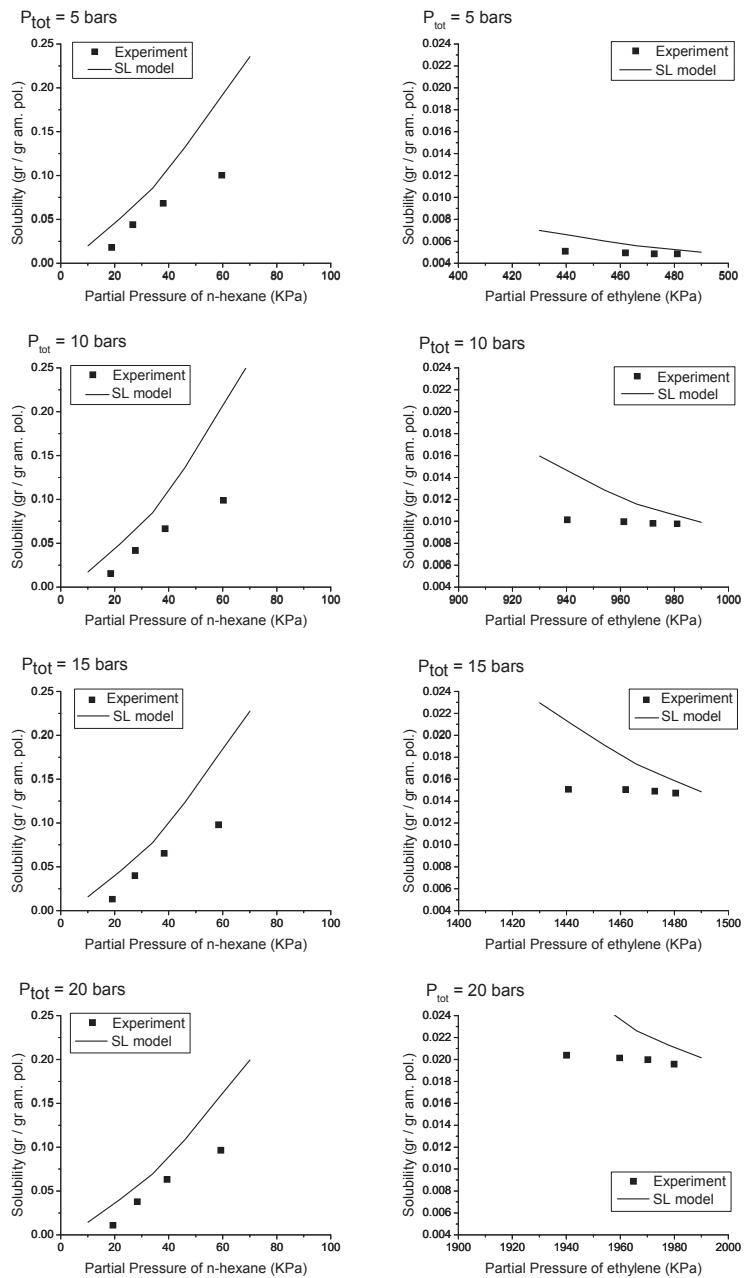 P_tot = 5 bars
Experiment
SL model
Solubility (gr / gr am. pol.)
0.25
0.20
0.15
0.10
0.05
0.00
0 20 40 60 80 100
Partial Pressure of n-hexane (KPa)
P_tot = 5 bars
Experiment
SL model
Solubility (gr / gr am. pol.)
0.024
0.022
0.020
0.018
0.016
0.014
0.012
0.010
0.008
0.006
0.004
400 420 440 460 480 500
Partial Pressure of ethylene (KPa)
P_tot = 10 bars
Experiment
SL model
Solubility (gr / gr am. pol.)
0.25
0.20
0.15
0.10
0.05
0.00
0 20 40 60 80 100
Partial Pressure of n-hexane (KPa)
Ptot = 10 bars
Experiment
SL model
Solubility (gr / gr am. pol.)
0.024
0.022
0.020
0.018
0.016
0.014
0.012
0.010
0.008
0.006
0.004
900 920 940 960 980 1000
Partial Pressure of ethylene (KPa)
P_tot = 15 bars
Experiment
SL model
Solubility (gr / gr am. pol.)
0.25
0.20
0.15
0.10
0.05
0.00
0 20 40 60 80 100
Partial Pressure of n-hexane (KPa)
P_tot = 15 bars
Experiment
SL model
Solubility (gr / gr am. pol.)
0.024
0.022
0.020
0.018
0.016
0.014
0.012
0.010
0.008
0.006
0.004
1400 1420 1440 1460 1480 1500
Partial Pressure of ethylene (KPa)
P_tot = 20 bars
Experiment
SL model
Solubility (gr / gr am. pol.)
0.25
0.20
0.15
0.10
0.05
0.00
0 20 40 60 80 100
Partial Pressure of n-hexane (KPa)
P_tot = 20 bars
Experiment
SL model
Solubility (gr / gr am. pol.)
0.024
0.022
0.020
0.018
0.016
0.014
0.012
0.010
0.008
0.006
0.004
1900 1920 1940 1960 1980 2000
Partial Pressure of ethylene (KPa)